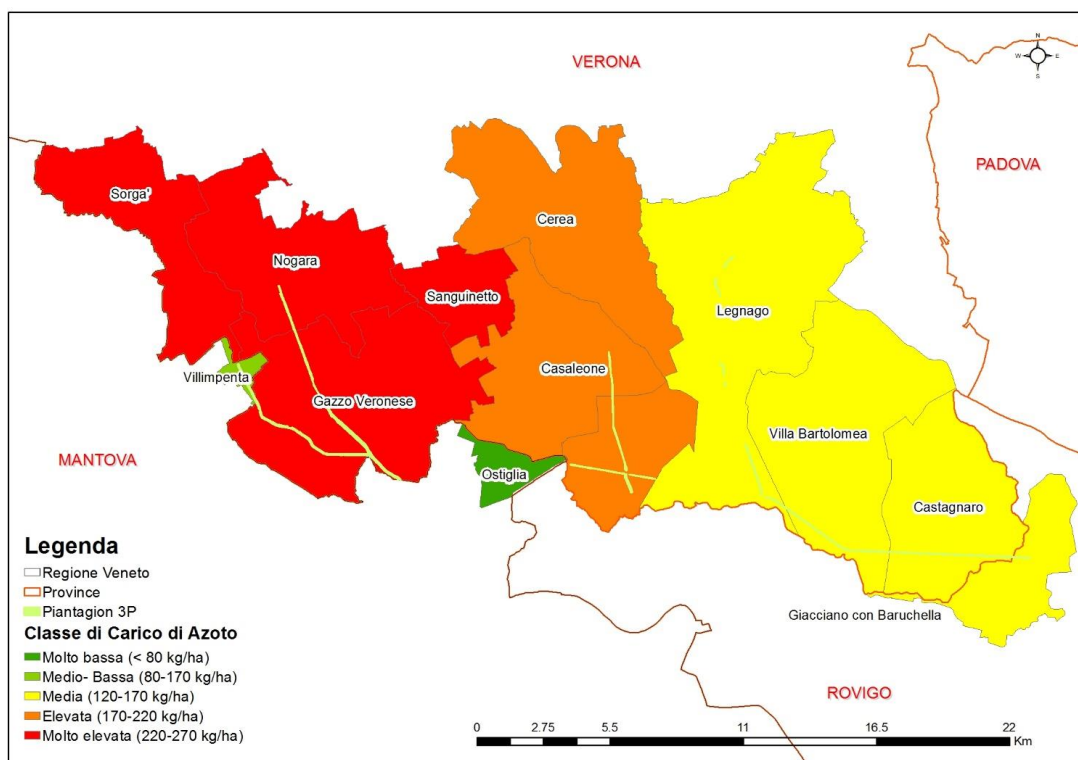 VERONA
N
W E
S
PADOVA
Sorga'
Cerea
Nogara
Sanguinetto
Legnago
Casaleone
Villimpenta
Gazzo Veronese
Villa Bartolomea
MANTOVA
Ostiglia
Castagnaro
Giacciano con Baruchella
ROVIGO
Legenda
Regione Veneto
Province
Piantagion 3P
Classe di Carico di Azoto
Molto bassa (< 80 kg/ha)
Medio- Bassa (80-170 kg/ha)
Media (120-170 kg/ha)
Elevata (170-220 kg/ha)
Molto elevata (220-270 kg/ha)
0 2.75 5.5 11 16.5 22
Km